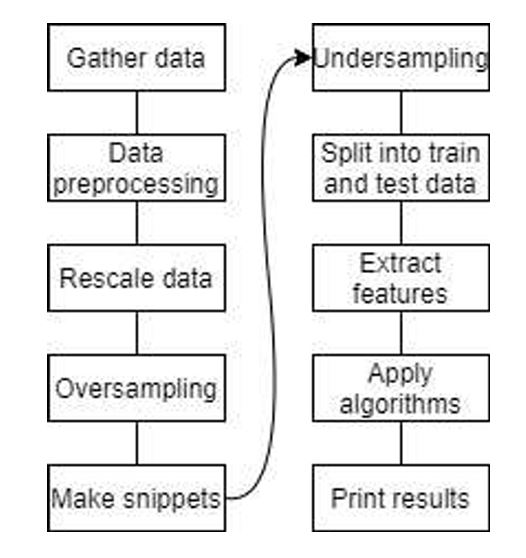 Gather data
Data
preprocessing
Rescale data
Oversampling
Make snippets
Undersampling
Split into train
and test data
Extract
features
Apply
algorithms
Print results